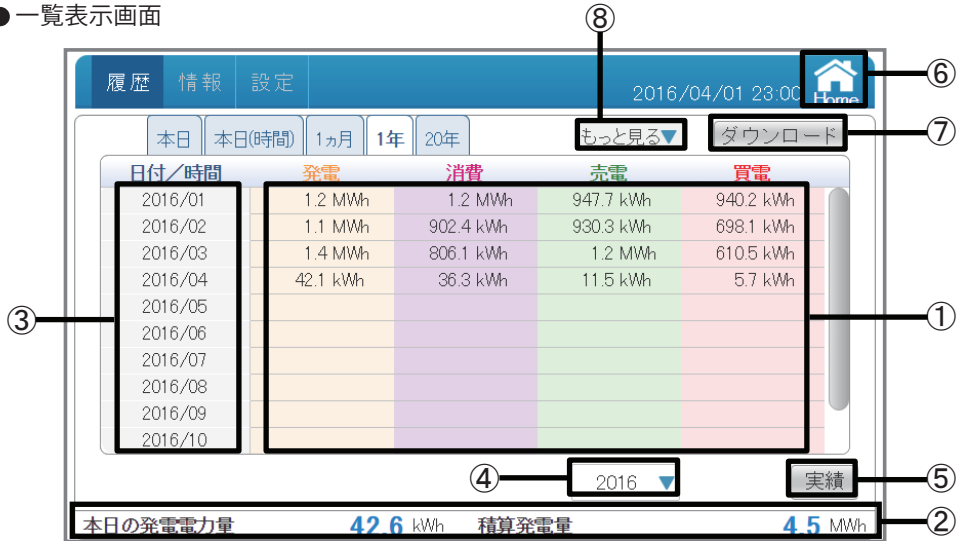 ●一覧表示画面
⑧
履歴 情報 設定 2016/04/01 23:00 Home ⑥
本日 本日(時間) 1ヵ月 1年 20年 もっと見る▼ ダウンロード ⑦
日付／時間 発電 消費 売電 買電
2016/01 1.2 MWh 1.2 MWh 947.7 kWh 940.2 kWh
2016/02 1.1 MWh 902.4 kWh 930.3 kWh 698.1 kWh
2016/03 1.4 MWh 806.1 kWh 1.2 MWh 610.5 kWh
2016/04 42.1 kWh 36.3 kWh 11.5 kWh 5.7 kWh
③ 2016/05 ①
2016/06
2016/07
2016/08
2016/09
2016/10
④ 2016 ▼ 実績 ⑤
本日の発電電力量 42.6 kWh 積算発電量 4.5 MWh ②